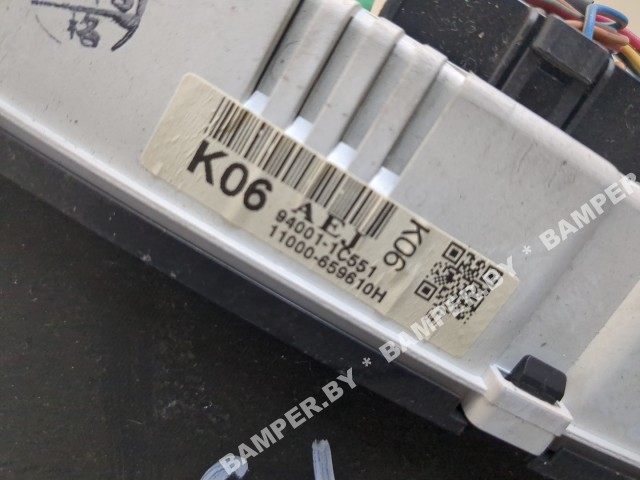 K06
AEJ
94001-1C551
11000-659610H
K06
BAMPER.BY * BAMPER.BY * BAMPER